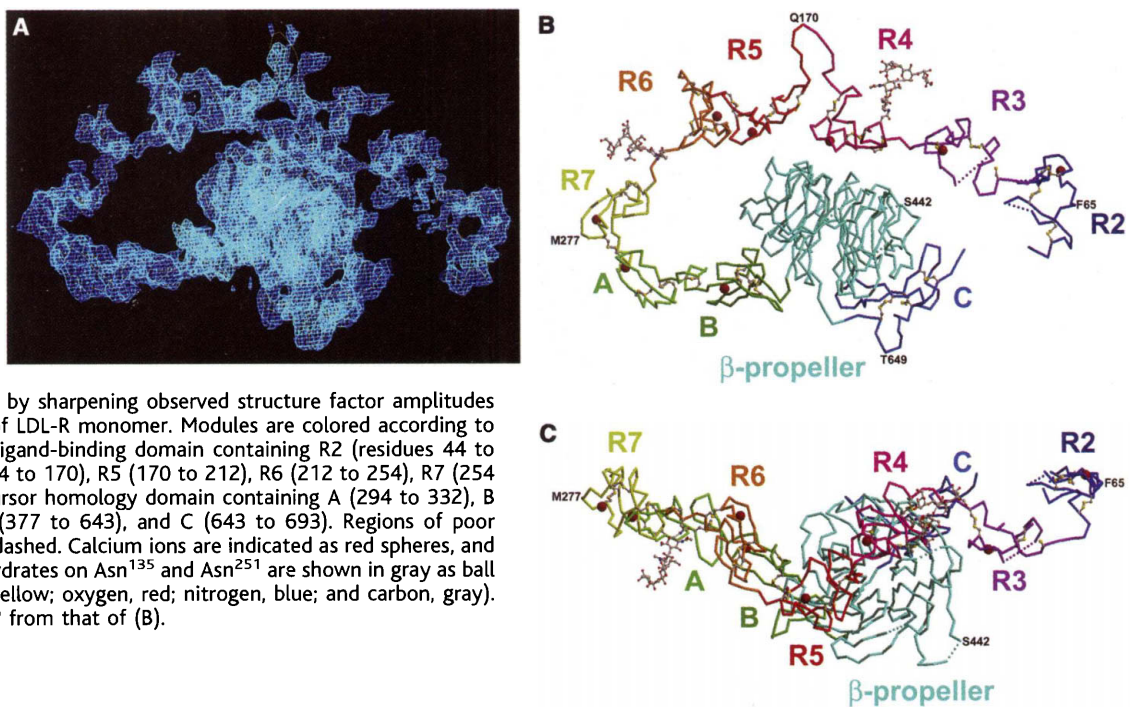 A
by sharpening observed structure factor amplitudes
f LDL-R monomer. Modules are colored according to
igand-binding domain containing R2 (residues 44 to
4 to 170), R5 (170 to 212), R6 (212 to 254), R7 (254
rsor homology domain containing A (294 to 332), B
(377 to 643), and C (643 to 693). Regions of poor
dashed. Calcium ions are indicated as red spheres, and
ydrates on Asn135 and Asn251 are shown in gray as ball
ellow; oxygen, red; nitrogen, blue; and carbon, gray).
° from that of (B).
B
Q170
R5
R4
R6
R3
R7
S442
F65
R2
M277
A
B
C
T649
β-propeller
C
R7
R6
R4
C
R2
M277
F65
A
R3
B
S442
R5
β-propeller